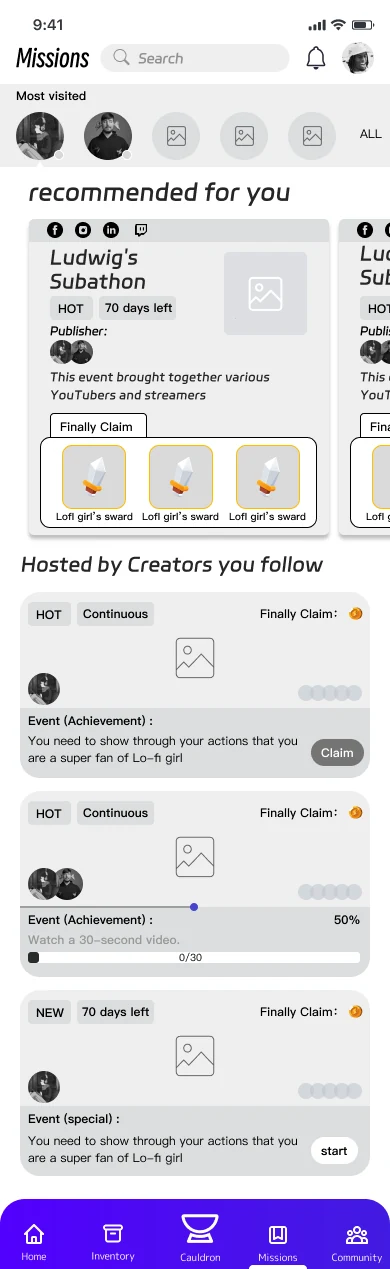 9:41
Missions
Search
Most visited
ALL
recommended for you
Ludwig's
Subathon
HOT
70 days left
Publisher:
This event brought together various
YouTubers and streamers
Finally Claim
Lofl girl's sward
Lofl girl's sward
Lofl girl's sward
Hosted by Creators you follow
HOT
Continuous
Finally Claim:
Event (Achievement) :
You need to show through your actions that you
are a super fan of Lo-fi girl
Claim
HOT
Continuous
Finally Claim:
Event (Achievement) :
50%
Watch a 30-second video.
0/30
NEW
70 days left
Finally Claim:
Event (special) :
You need to show through your actions that you
are a super fan of Lo-fi girl
start
Home
Inventory
Cauldron
Missions
Community